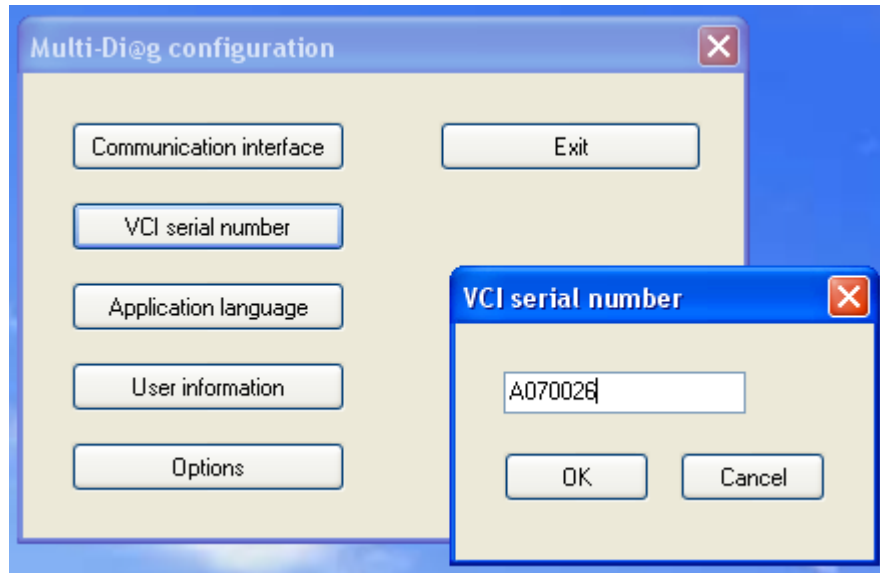 Multi-Di@g configuration
Communication interface
Exit
VCI serial number
Application language
User information
Options
VCI serial number
A070026
OK
Cancel